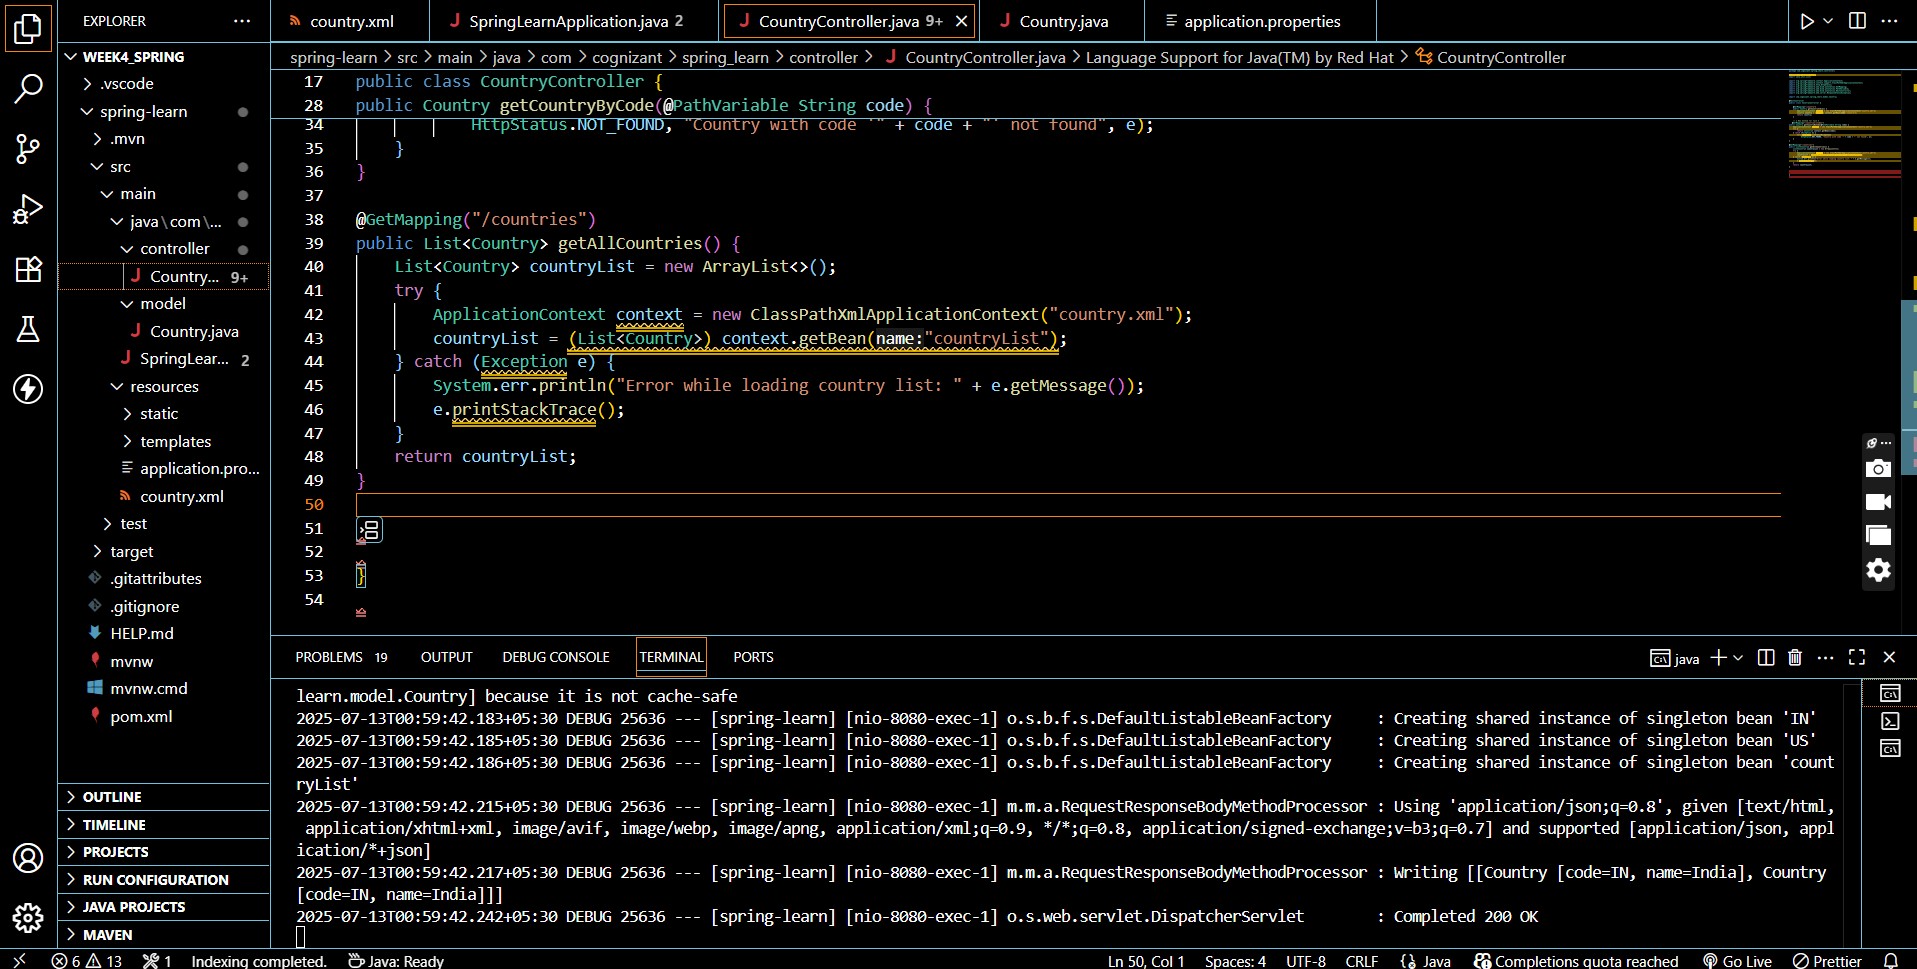 EXPLORER
country.xml
SpringLearnApplication.java 2
CountryController.java 9+
Country.java
application.properties
WEEK4_SPRING
.vscode
spring-learn
.mvn
src
main
java\com\...
controller
Country... 9+
model
Country.java
SpringLear... 2
resources
static
templates
application.pro...
country.xml
test
target
.gitattributes
.gitignore
HELP.md
mvnw
mvnw.cmd
pom.xml
OUTLINE
TIMELINE
PROJECTS
RUN CONFIGURATION
JAVA PROJECTS
MAVEN
spring-learn > src > main > java > com > cognizant > spring_learn > controller > CountryController.java > Language Support for Java(TM) by Red Hat > CountryController
17 public class CountryController {
28 public Country getCountryByCode(@PathVariable String code) {
34 HttpStatus.NOT_FOUND, "Country with code '" + code + "' not found", e);
35 }
36 }
37
38 @GetMapping("/countries")
39 public List<Country> getAllCountries() {
40 List<Country> countryList = new ArrayList<>();
41 try {
42 ApplicationContext context = new ClassPathXmlApplicationContext("country.xml");
43 countryList = (List<Country>) context.getBean(name:"countryList");
44 } catch (Exception e) {
45 System.err.println("Error while loading country list: " + e.getMessage());
46 e.printStackTrace();
47 }
48 return countryList;
49 }
50
51
52
53 }
54
PROBLEMS 19 OUTPUT DEBUG CONSOLE TERMINAL PORTS
java
learn.model.Country] because it is not cache-safe
2025-07-13T00:59:42.183+05:30 DEBUG 25636 --- [spring-learn] [nio-8080-exec-1] o.s.b.f.s.DefaultListableBeanFactory : Creating shared instance of singleton bean 'IN'
2025-07-13T00:59:42.185+05:30 DEBUG 25636 --- [spring-learn] [nio-8080-exec-1] o.s.b.f.s.DefaultListableBeanFactory : Creating shared instance of singleton bean 'US'
2025-07-13T00:59:42.186+05:30 DEBUG 25636 --- [spring-learn] [nio-8080-exec-1] o.s.b.f.s.DefaultListableBeanFactory : Creating shared instance of singleton bean 'count
ryList'
2025-07-13T00:59:42.215+05:30 DEBUG 25636 --- [spring-learn] [nio-8080-exec-1] m.m.a.RequestResponseBodyMethodProcessor : Using 'application/json;q=0.8', given [text/html,
application/xhtml+xml, image/avif, image/webp, image/apng, application/xml;q=0.9, */*;q=0.8, application/signed-exchange;v=b3;q=0.7] and supported [application/json, appl
ication/*+json]
2025-07-13T00:59:42.217+05:30 DEBUG 25636 --- [spring-learn] [nio-8080-exec-1] m.m.a.RequestResponseBodyMethodProcessor : Writing [[Country [code=IN, name=India], Country
[code=IN, name=India]]]
2025-07-13T00:59:42.242+05:30 DEBUG 25636 --- [spring-learn] [nio-8080-exec-1] o.s.web.servlet.DispatcherServlet : Completed 200 OK
6 13 1 Indexing completed. Java: Ready Ln 50, Col 1 Spaces: 4 UTF-8 CRLF {} Java Completions quota reached Go Live Prettier